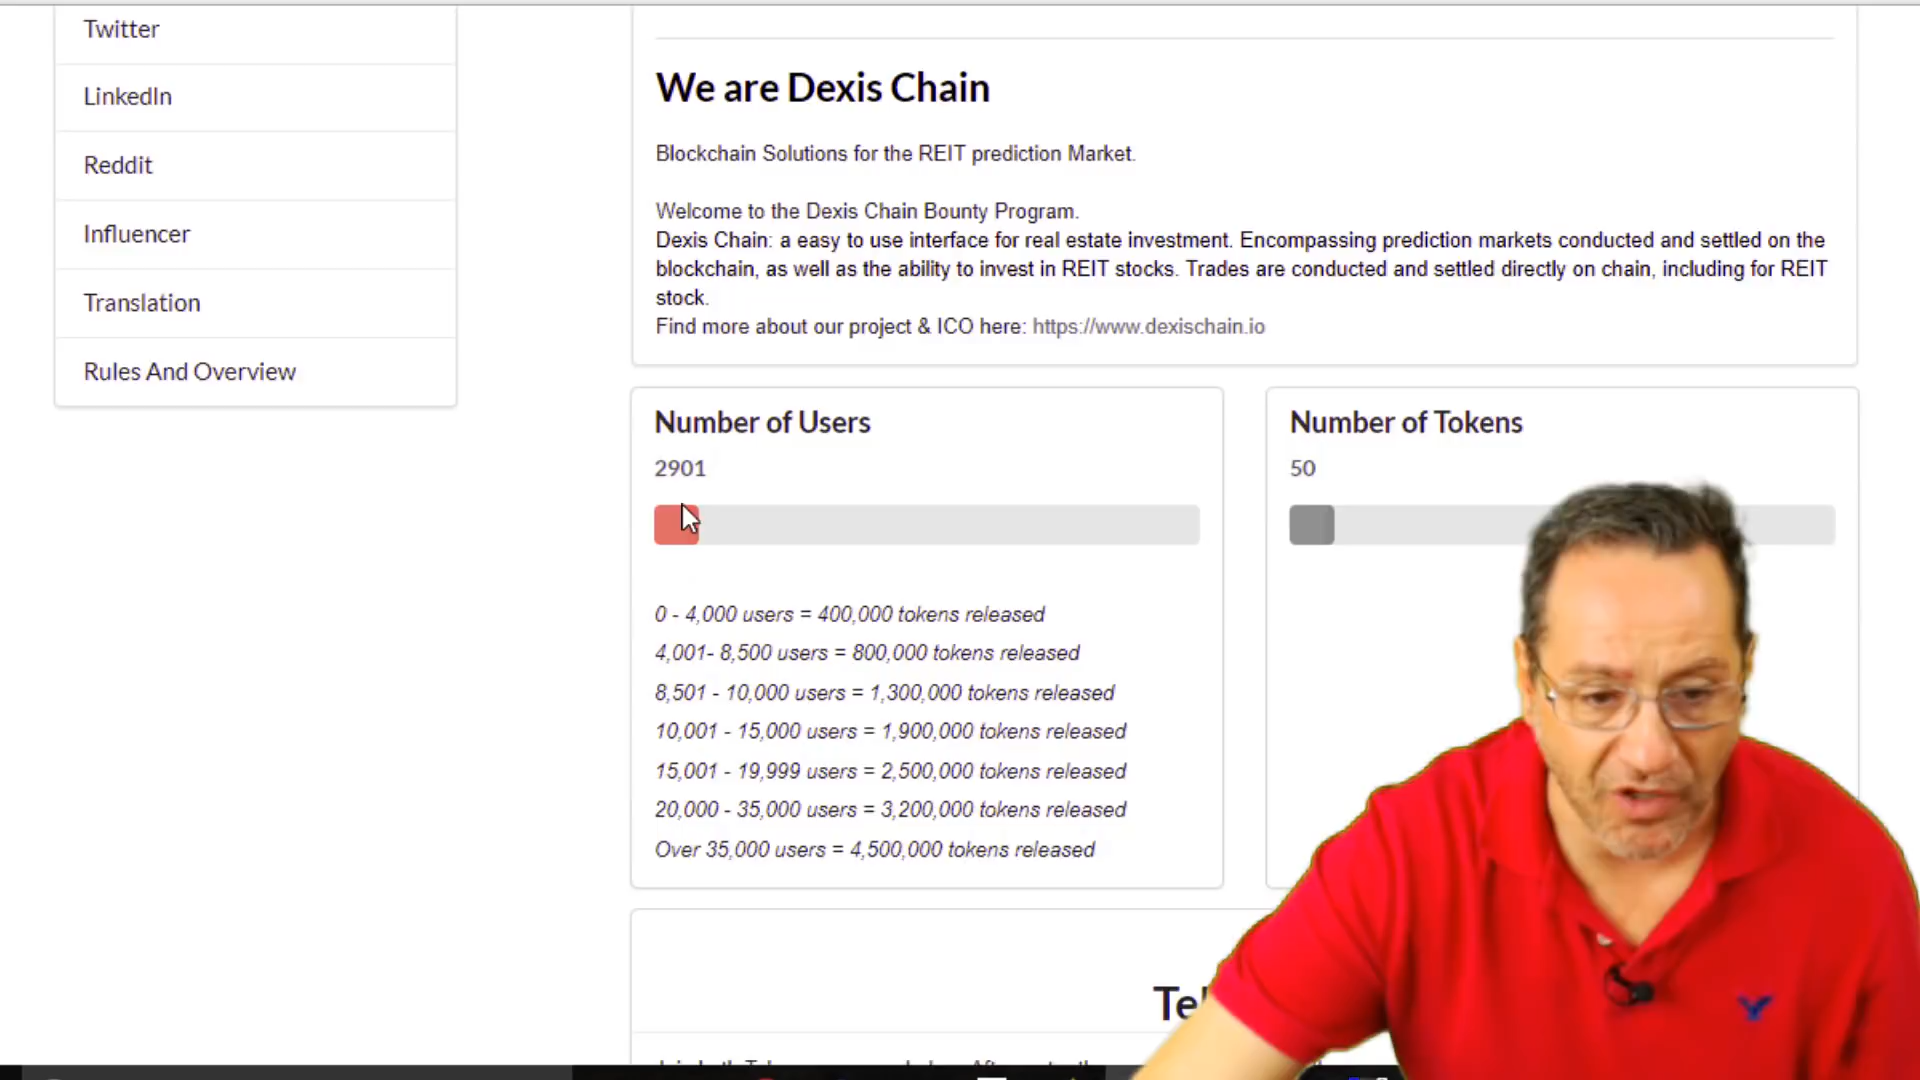 Twitter
LinkedIn
Reddit
Influencer
Translation
Rules And Overview
We are Dexis Chain
Blockchain Solutions for the REIT prediction Market.
Welcome to the Dexis Chain Bounty Program.
Dexis Chain: a easy to use interface for real estate investment. Encompassing prediction markets conducted and settled on the
blockchain, as well as the ability to invest in REIT stocks. Trades are conducted and settled directly on chain, including for REIT
stock.
Find more about our project & ICO here: https://www.dexischain.io
Number of Users
2901
0 - 4,000 users = 400,000 tokens released
4,001- 8,500 users = 800,000 tokens released
8,501 - 10,000 users = 1,300,000 tokens released
10,001 - 15,000 users = 1,900,000 tokens released
15,001 - 19,999 users = 2,500,000 tokens released
20,000 - 35,000 users = 3,200,000 tokens released
Over 35,000 users = 4,500,000 tokens released
Number of Tokens
50